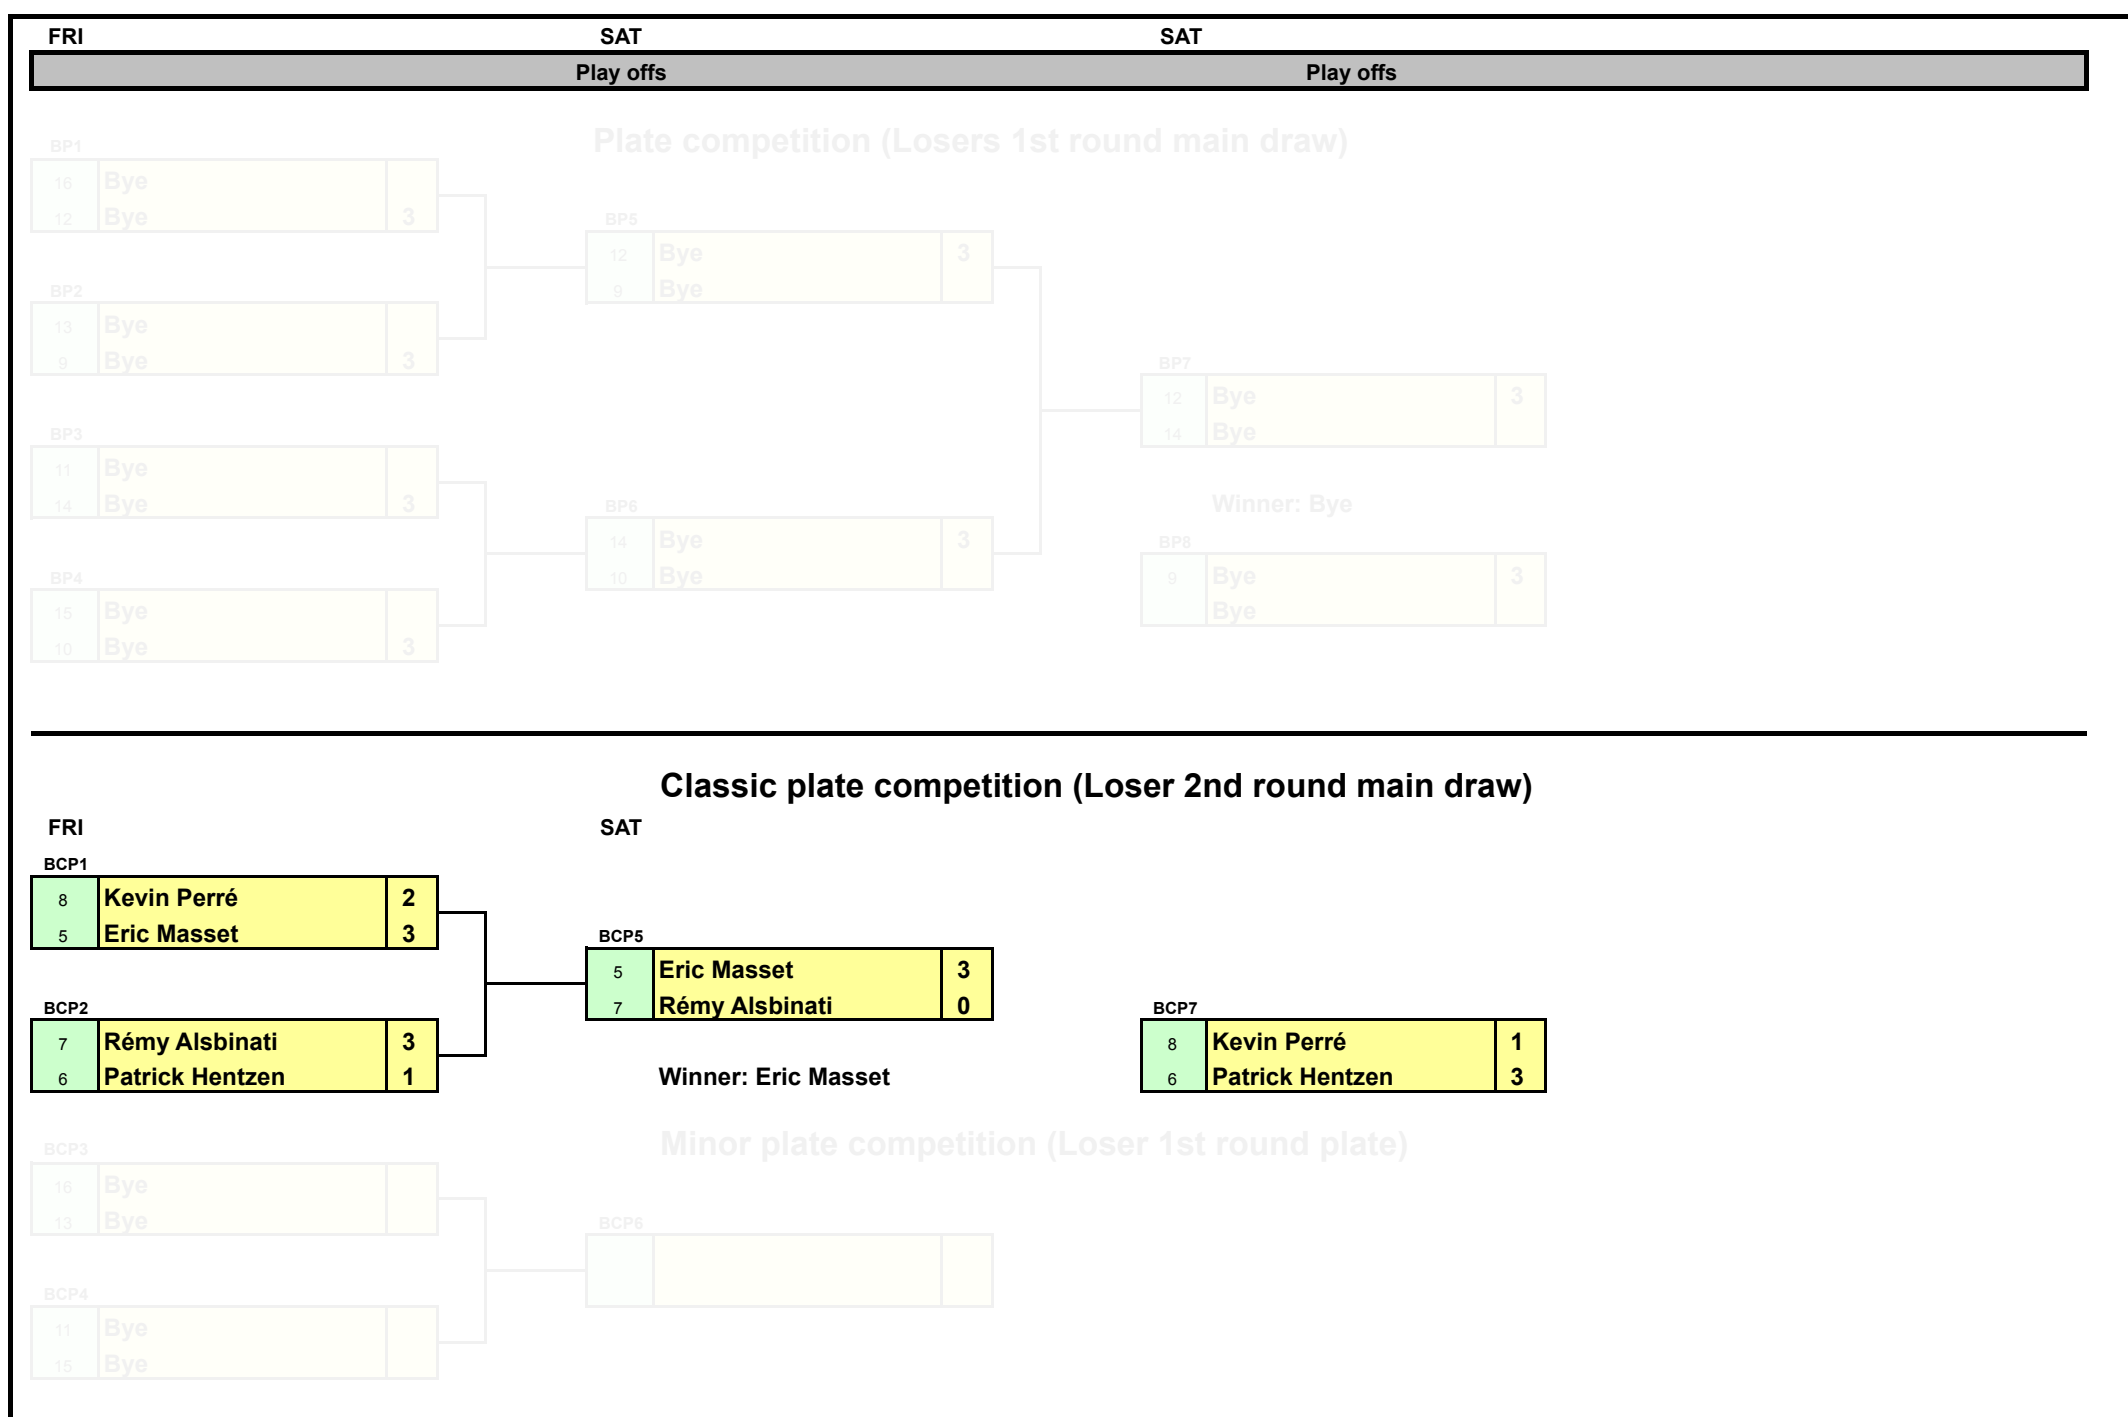 FRI SAT SAT
Play offs Play offs
Plate competition (Losers 1st round main draw)
BP1
16 Bye
12 Bye 3
BP5
12 Bye 3
9 Bye
BP2
13 Bye
9 Bye 3
BP7
12 Bye 3
14 Bye
BP3
11 Bye
14 Bye 3
Winner: Bye
BP6
14 Bye 3
10 Bye
BP8
9 Bye 3
Bye
BP4
15 Bye
10 Bye 3
Classic plate competition (Loser 2nd round main draw)
FRI SAT
BCP1
8 Kevin Perré 2
5 Eric Masset 3
BCP5
5 Eric Masset 3
7 Rémy Alsbinati 0
BCP2
7 Rémy Alsbinati 3
6 Patrick Hentzen 1
Winner: Eric Masset
BCP7
8 Kevin Perré 1
6 Patrick Hentzen 3
Minor plate competition (Loser 1st round plate)
BCP3
16 Bye
13 Bye
BCP6
BCP4
11 Bye
15 Bye